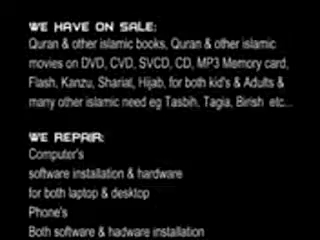 WE HAVE ON SALE:
Quran & other islamic books, Quran & other islamic
movies on DVD, CVD, SVCD, CD, MP3 Memory card,
Flash, Kanzu, Shariat, Hijab, for both kid's & Adults &
many other islamic need eg Tasbih, Tagia, Birish etc...
WE REPAIR:
Computer's
software installation & hardware
for both laptop & desktop
Phone's
Both software & hadware installation